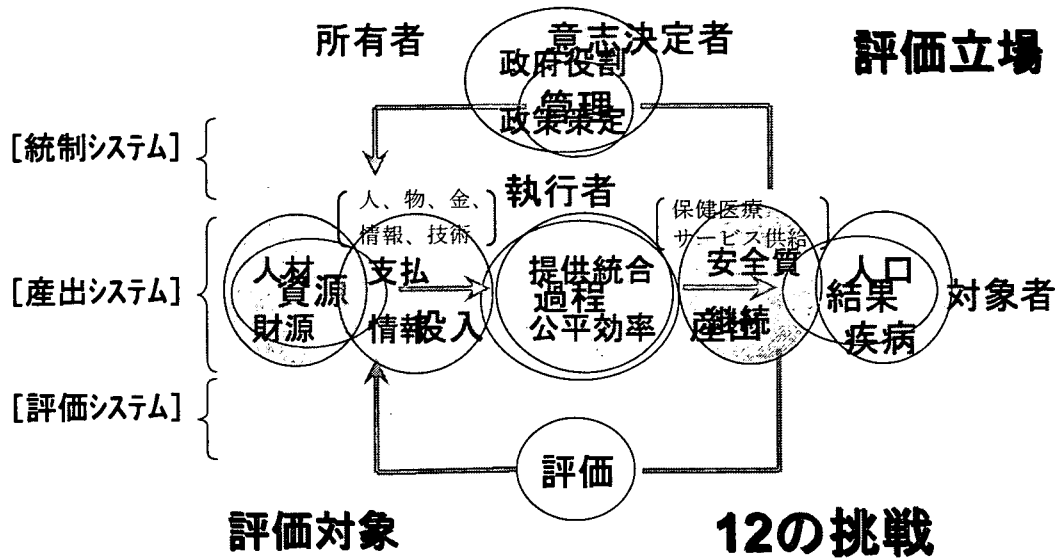 所有者 意志決定者 評価立場
政府役割
管理
政策策定
[統制システム]
執行者
人、物、金、
情報、技術
保健医療
サービス供給
[産出システム]
人材 支払 提供統合 安全質 人口
資源 過程 結果 対象者
財源 情報 投入 公平効率 産出 継続 疾病
[評価システム]
評価
評価対象 12の挑戦